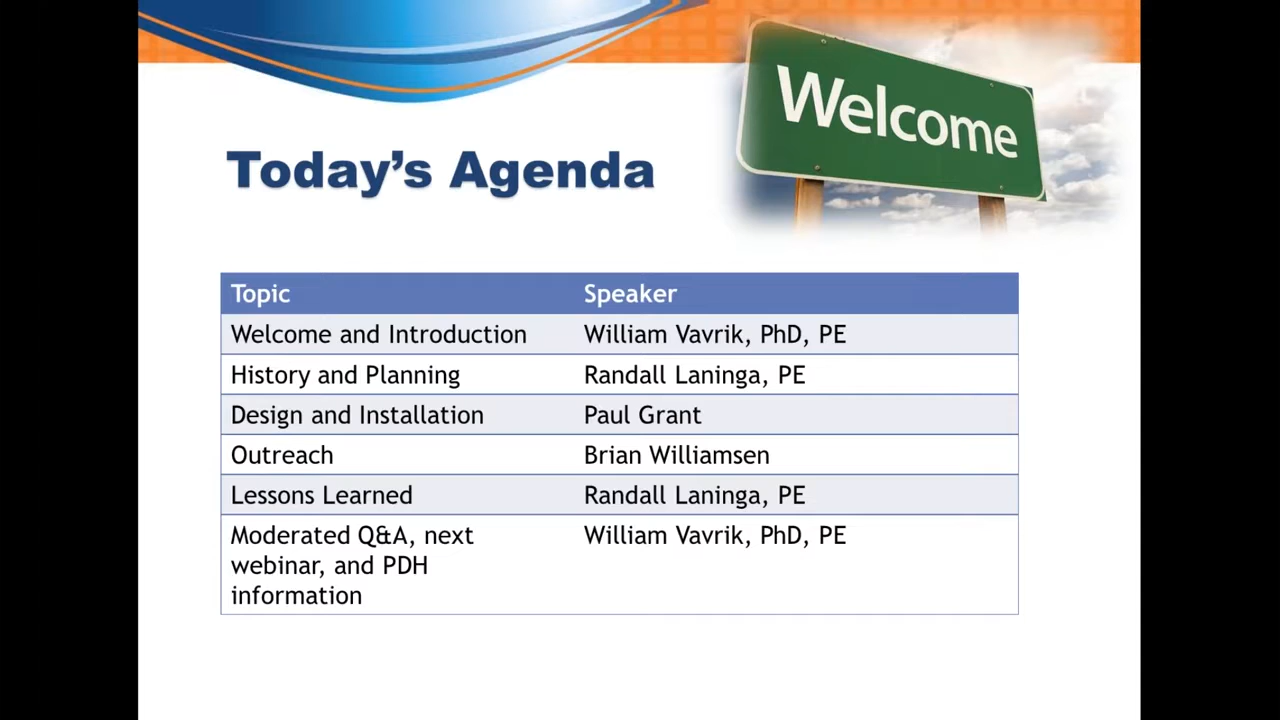 Welcome
Today's Agenda
Topic Speaker
Welcome and Introduction William Vavrik, PhD, PE
History and Planning Randall Laninga, PE
Design and Installation Paul Grant
Outreach Brian Williamsen
Lessons Learned Randall Laninga, PE
Moderated Q&A, next William Vavrik, PhD, PE
webinar, and PDH
information